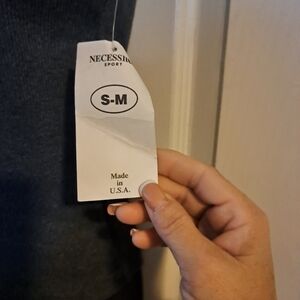 NECESSI
SPORT
S-M
Made
in
U.S.A.